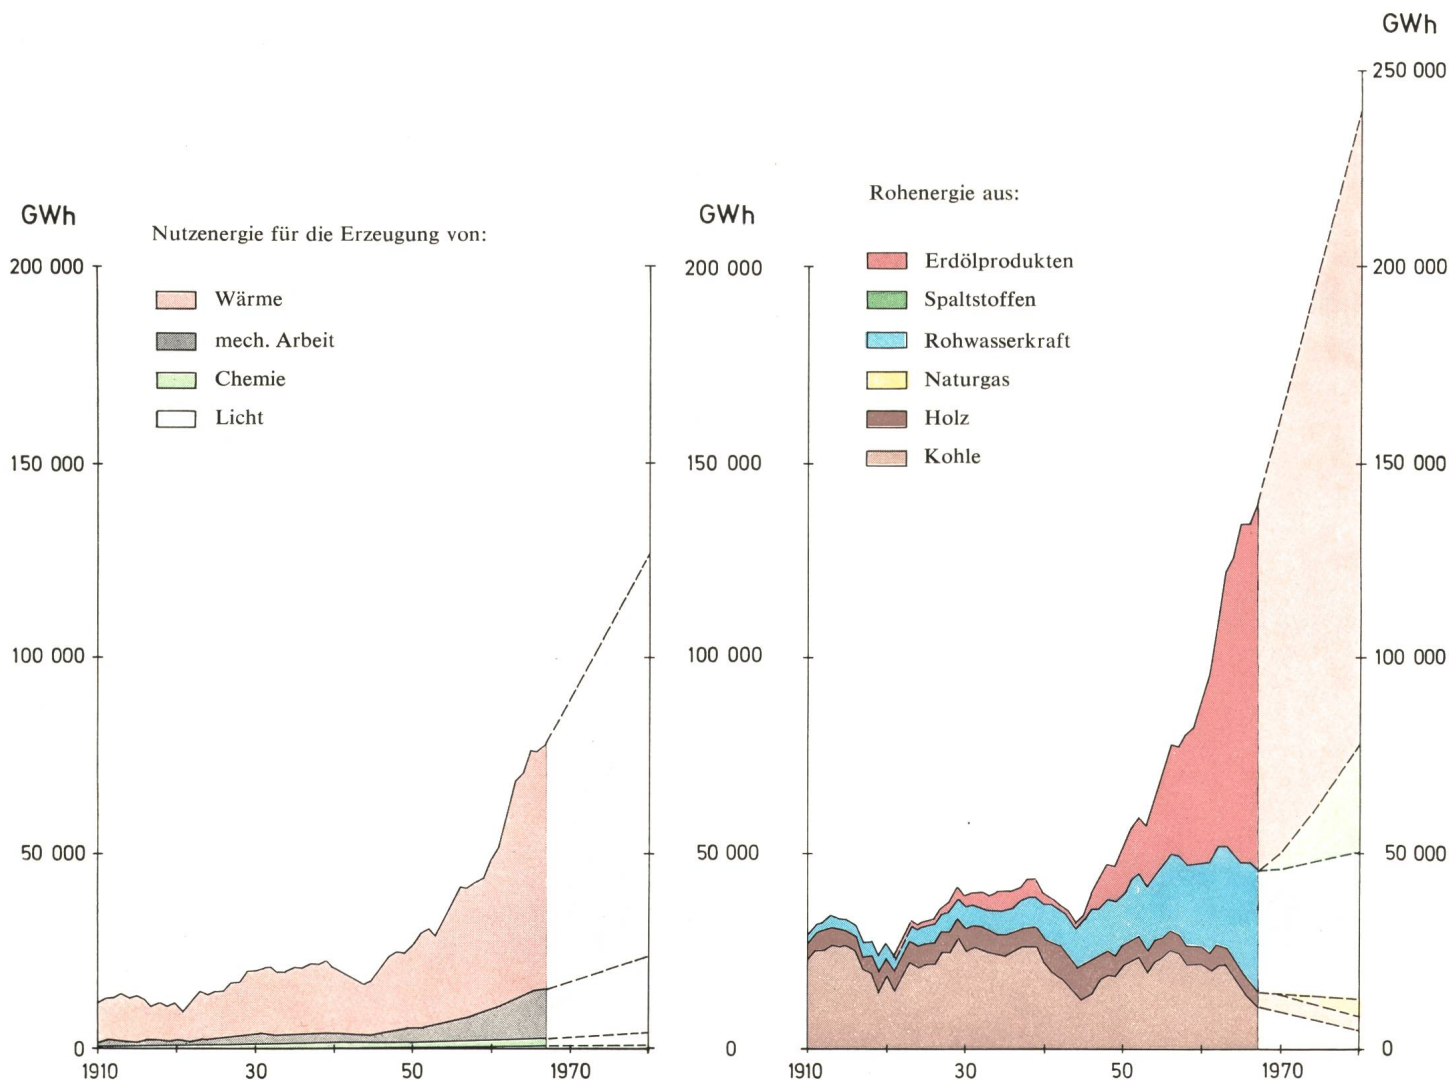 GWh
Nutzenergie für die Erzeugung von:
200 000
Wärme
mech. Arbeit
Chemie
Licht
150 000
100 000
50 000
0
1910
30
50
1970
GWh
Rohenergie aus:
200 000
Erdölprodukten
Spaltstoffen
Rohwasserkraft
Naturgas
Holz
Kohle
150 000
100 000
50 000
0
1910
30
50
1970
GWh
250 000
200 000
150 000
100 000
50 000
0